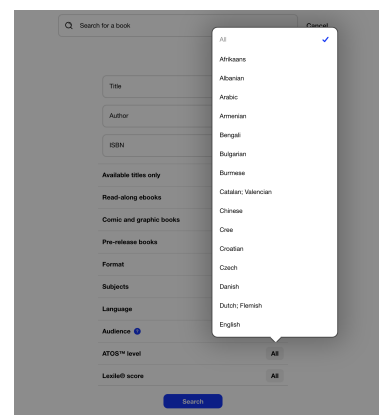 Search for a book
Cancel
Title
Author
ISBN
Available titles only
Read-along ebooks
Comic and graphic books
Pre-release books
Format
Subjects
Language
Audience ?
ATOS™ level
All
Lexile® score
All
Search
All
Afrikaans
Albanian
Arabic
Armenian
Bengali
Bulgarian
Burmese
Catalan; Valencian
Chinese
Cree
Croatian
Czech
Danish
Dutch; Flemish
English